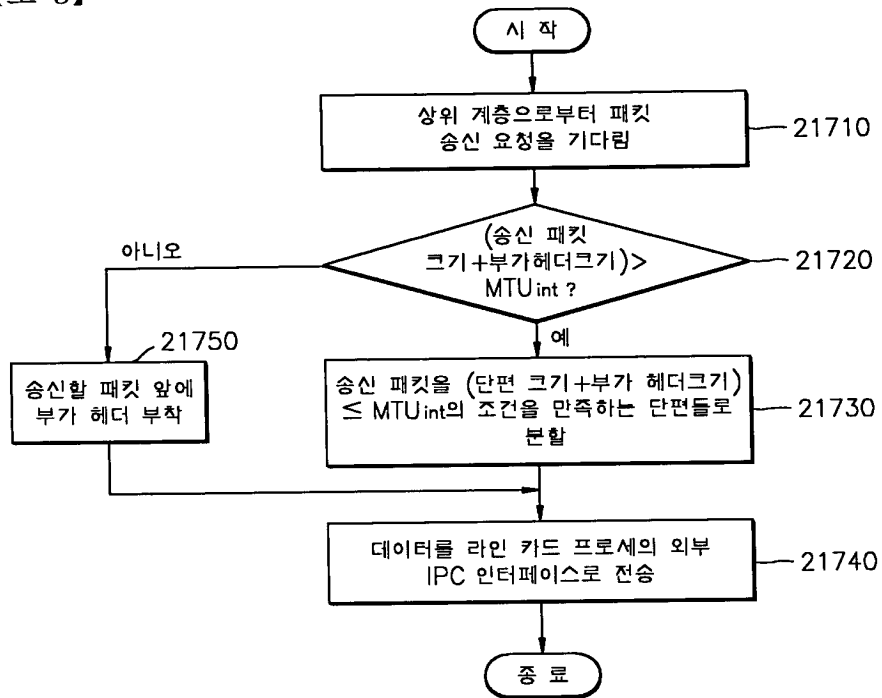 시 작
상위 계층으로부터 패킷
송신 요청을 기다림
21710
(송신 패킷
크기+부가헤더크기)>
MTUint ?
21720
아니오
예
21750
송신할 패킷 앞에
부가 헤더 부착
송신 패킷을 (단편 크기+부가 헤더크기)
≤ MTUint의 조건을 만족하는 단편들로
분할
21730
데이터를 라인 카드 프로세의 외부
IPC 인터페이스로 전송
21740
종 료